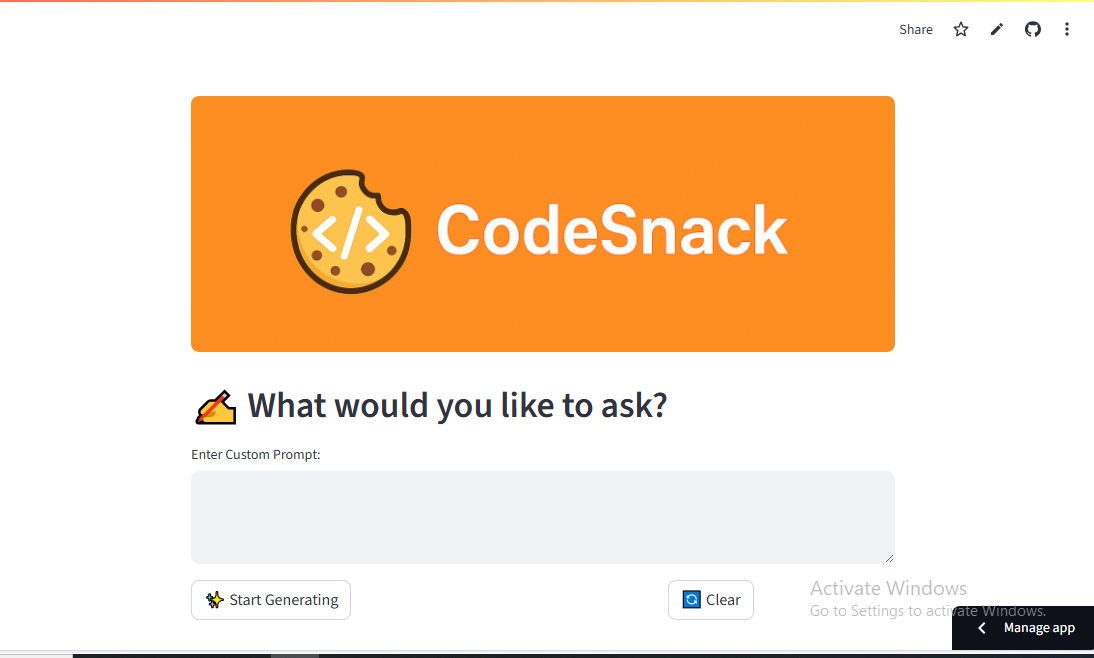 Share
</>
CodeSnack
✍️ What would you like to ask?
Enter Custom Prompt:
✨ Start Generating
🔄 Clear
Activate Windows
Go to Settings to activate Windows.
Manage app